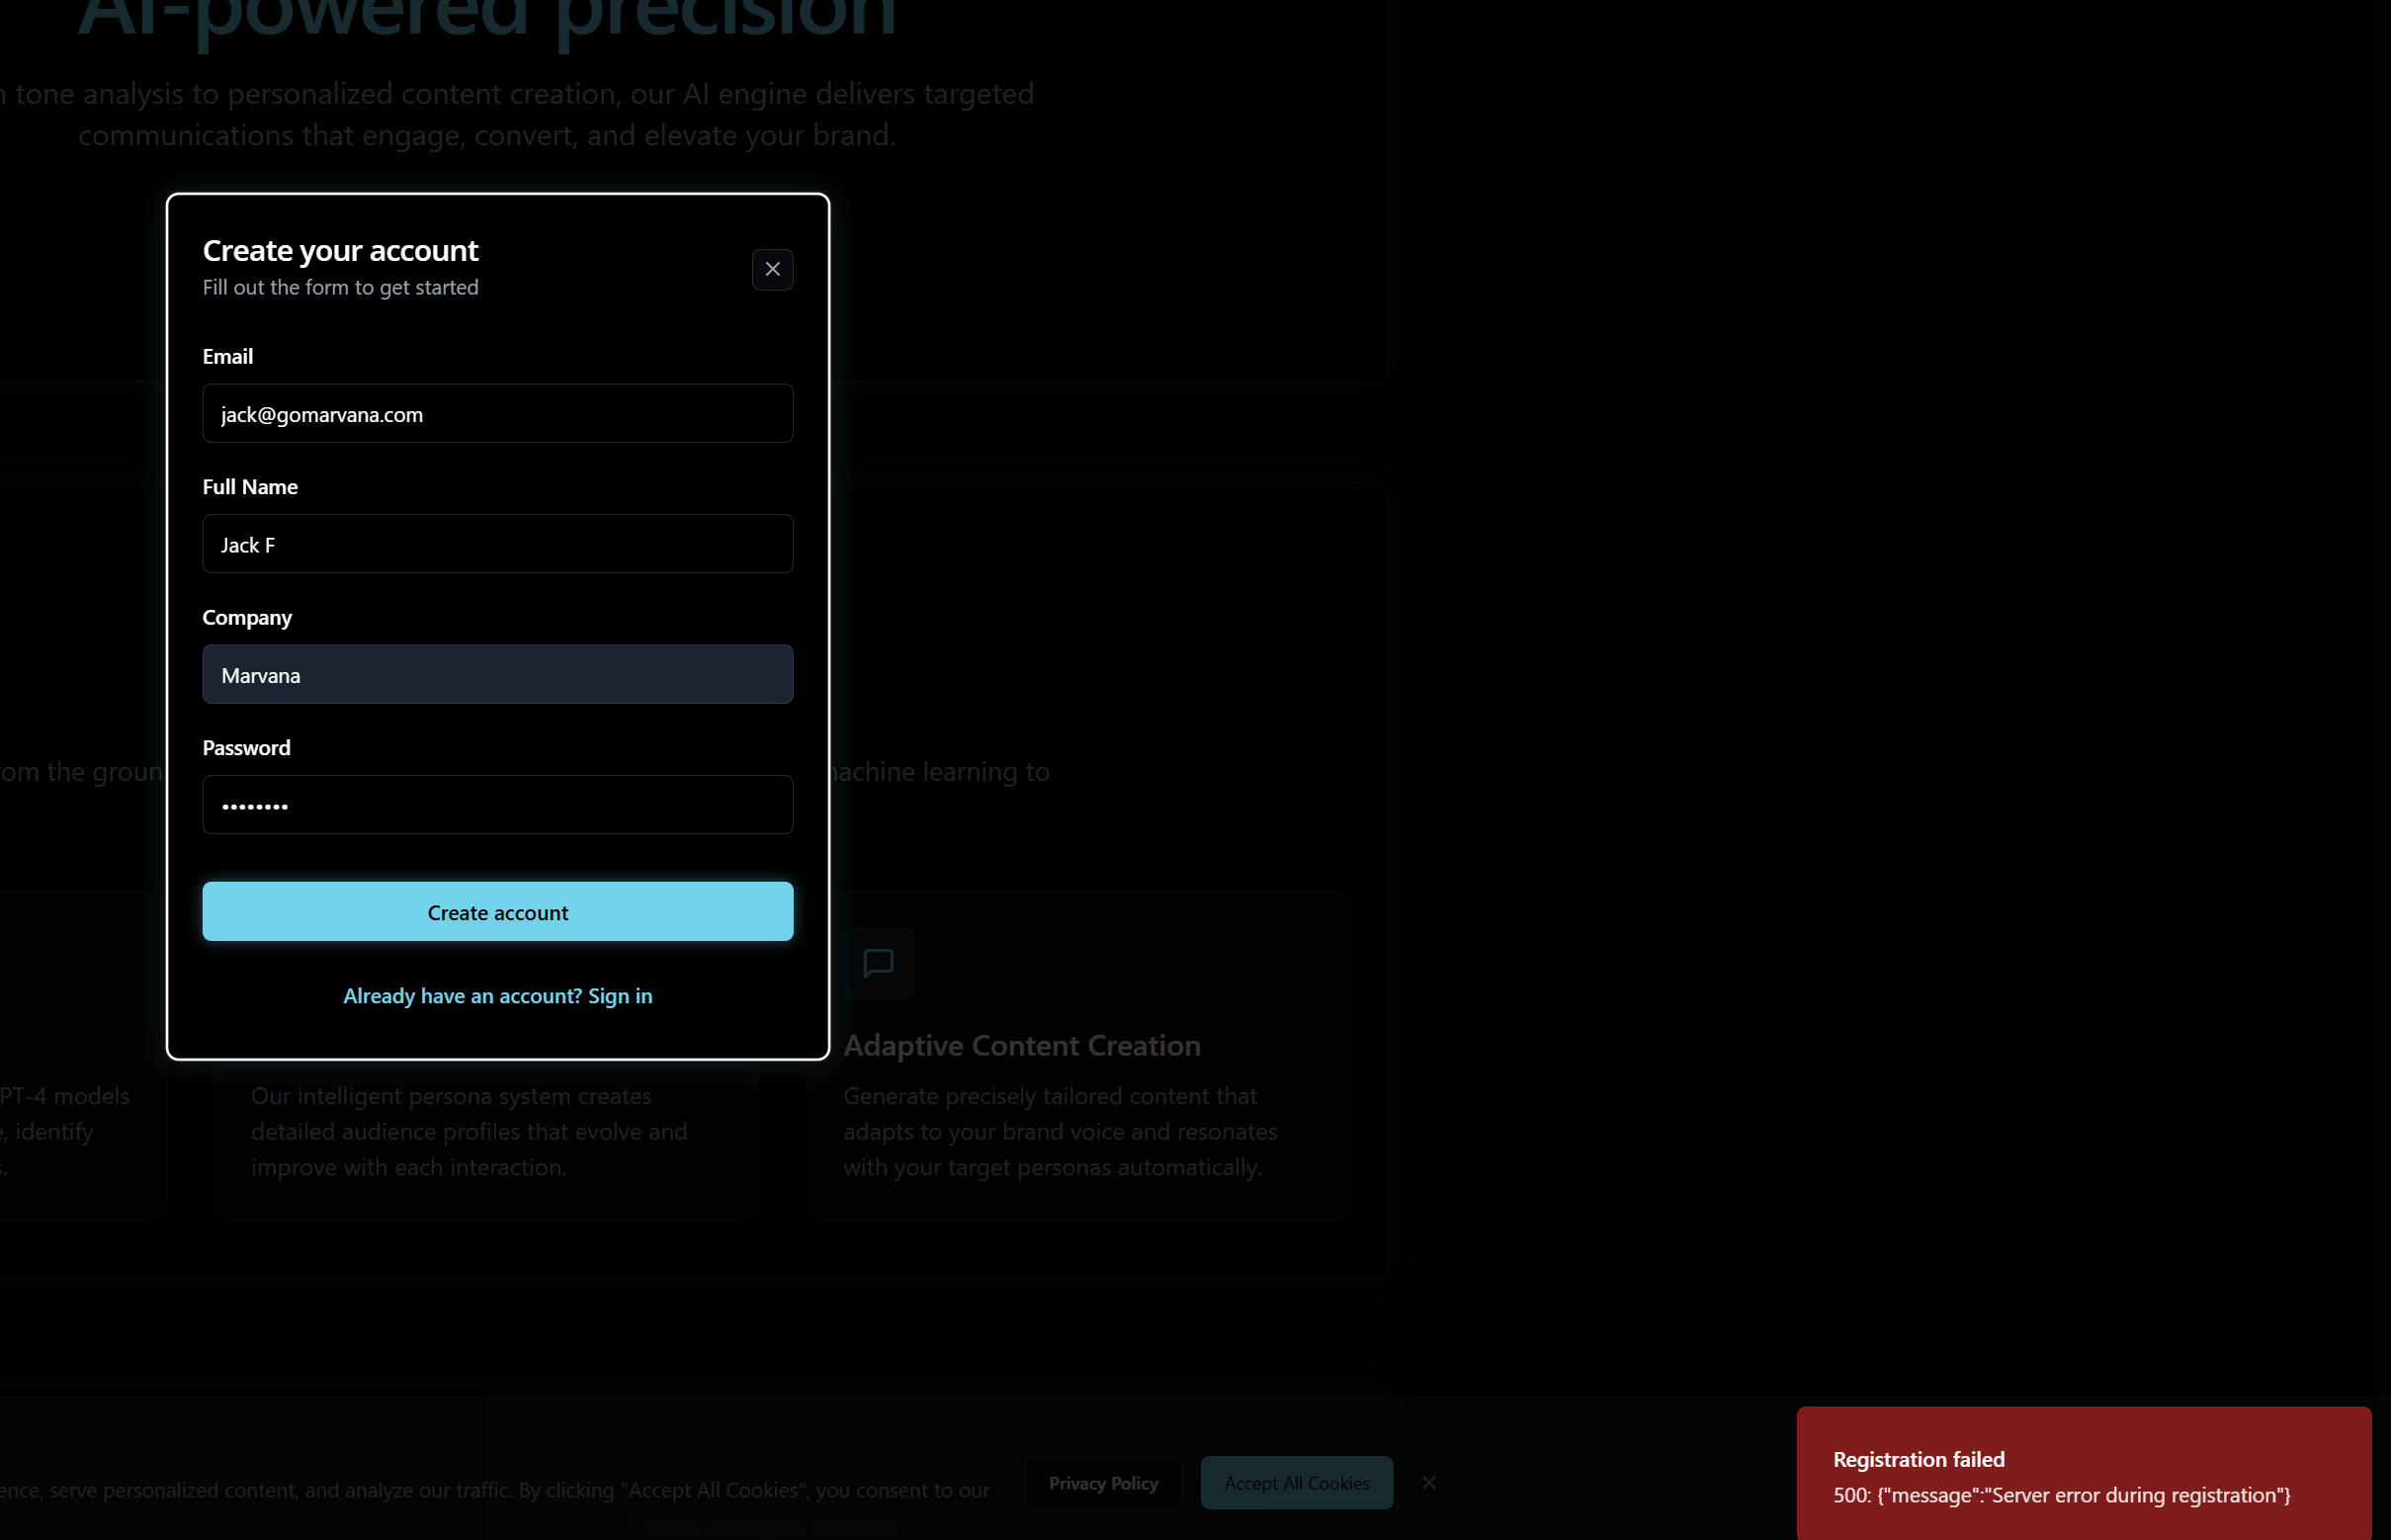 AI-powered precision
tone analysis to personalized content creation, our AI engine delivers targeted
communications that engage, convert, and elevate your brand.
Create your account
Fill out the form to get started
Email
jack@gomarvana.com
Full Name
Jack F
Company
Marvana
Password
••••••••
the
machine learning to
Create account
Already have an account? Sign in
Adaptive Content Creation
PT-4 models
Our intelligent persona system creates
Generate precisely tailored content that
identify
detailed audience profiles that evolve and
adapts to your brand voice and resonates
improve with each interaction.
with your target personas automatically.
serve personalized content, and analyze our traffic. By clicking "Accept All Cookies", you consent to our
Privacy Policy
Accept All Cookies
Registration failed
500: {"message":"Server error during registration"}